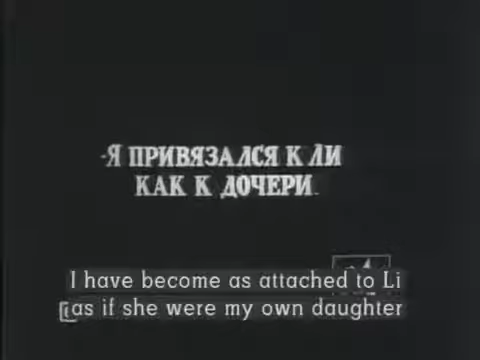 -Я ПРИВЯЗАЛСЯ К ЛИ
КАК К ДОЧЕРИ.
I have become as attached to Li
as if she were my own daughter